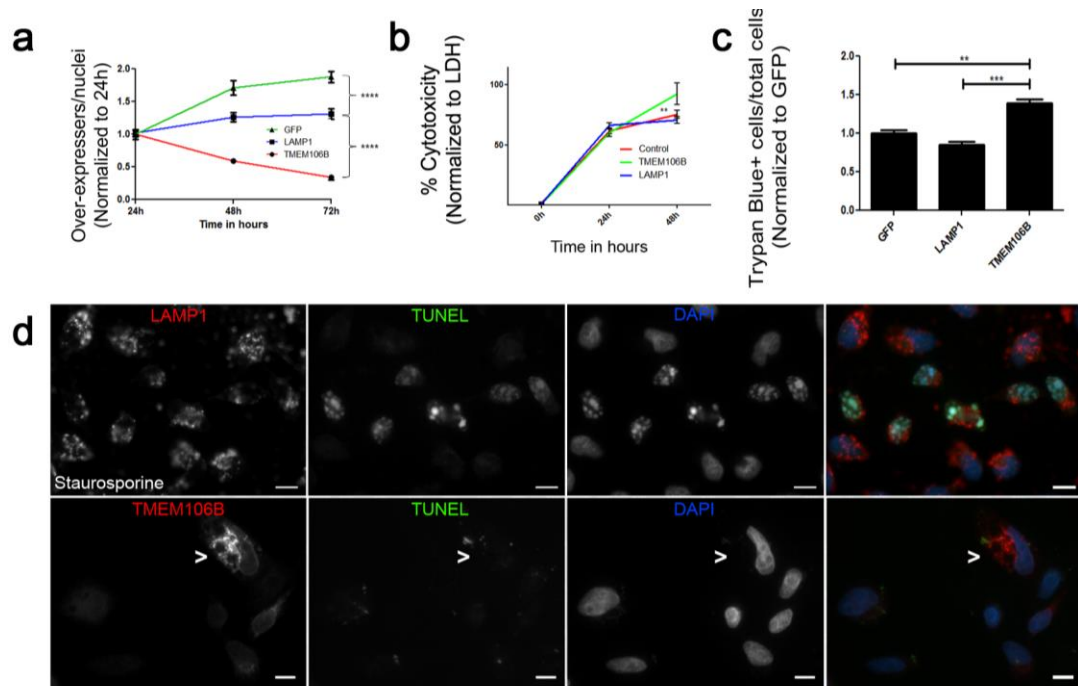 a
Over-expressers/nuclei
(Normalized to 24h)
2.0
1.5
1.0
0.5
0.0
24h
48h
72h
Time in hours
GFP
LAMP1
TMEM106B
****
****
b
% Cytotoxicity
(Normalized to LDH)
100
50
0h
24h
48h
Time in hours
**
Control
TMEM106B
LAMP1
c
Trypan Blue+ cells/total cells
(Normalized to GFP)
2.0
1.5
1.0
0.5
0.0
**
***
GFP
LAMP1
TMEM106B
d
LAMP1
TUNEL
DAPI
Staurosporine
TMEM106B
TUNEL
DAPI
>
>
>
>